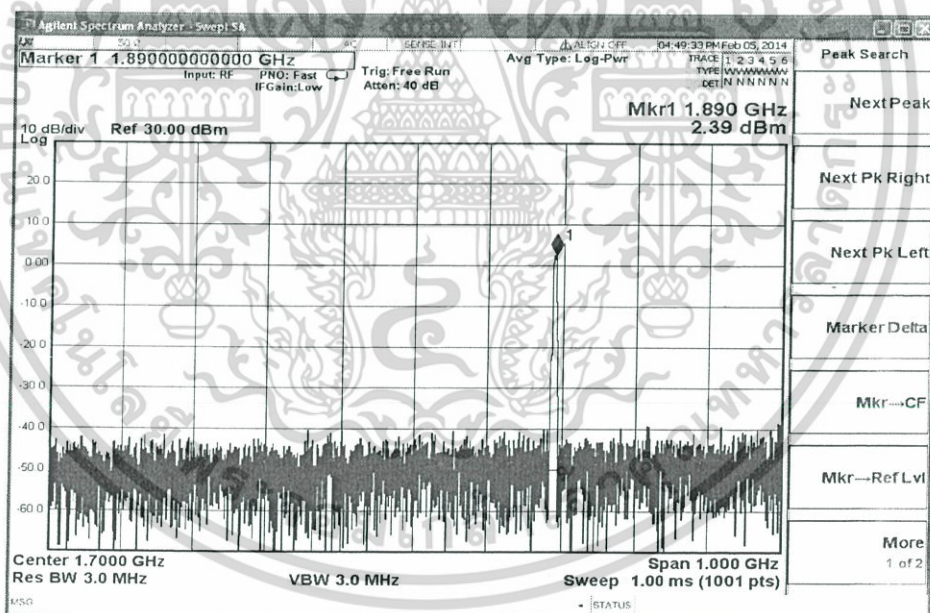 Agilent Spectrum Analyzer - Swept SA
50 Ω AC SENSE:INT ALIGN OFF 04:49:33 PM Feb 05, 2014
Marker 1 1.890000000000 GHz
Input: RF PNO: Fast Trig: Free Run Avg Type: Log-Pwr TRACE 1 2 3 4 5 6
IFGain:Low Atten: 40 dB TYPE WWWWWW
DET N N N N N N
Peak Search
Mkr1 1.890 GHz
2.39 dBm
10 dB/div Ref 30.00 dBm
Log
20.0
10.0
0.00
-10.0
-20.0
-30.0
-40.0
-50.0
-60.0
1
Center 1.7000 GHz Span 1.000 GHz
Res BW 3.0 MHz VBW 3.0 MHz Sweep 1.00 ms (1001 pts)
MSG STATUS
Next Peak
Next Pk Right
Next Pk Left
Marker Delta
Mkr→CF
Mkr→Ref Lvl
More
1 of 2